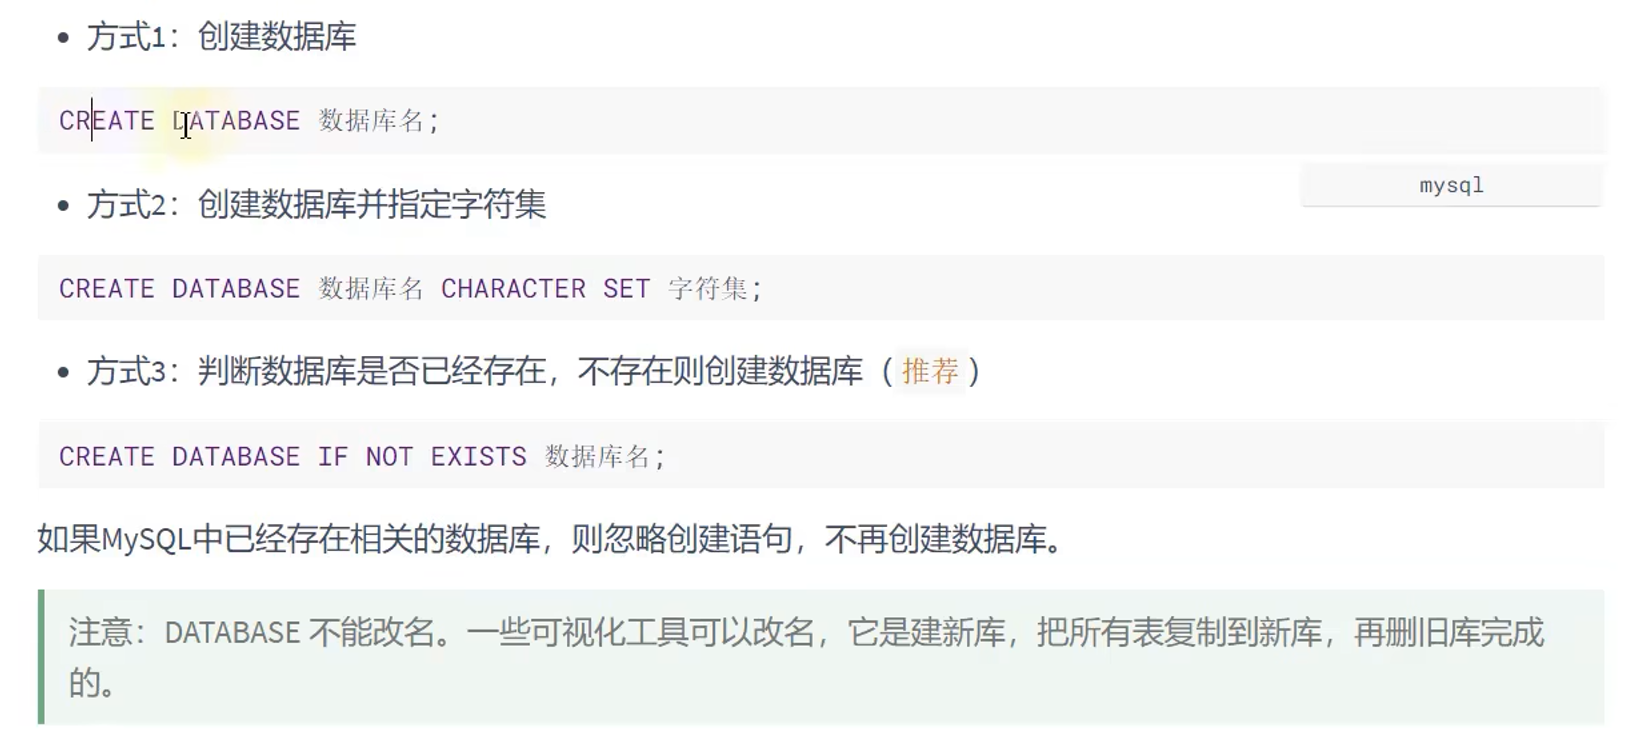 方式1：创建数据库
CREATE DATABASE 数据库名;
mysql
方式2：创建数据库并指定字符集
CREATE DATABASE 数据库名 CHARACTER SET 字符集;
方式3：判断数据库是否已经存在，不存在则创建数据库（推荐）
CREATE DATABASE IF NOT EXISTS 数据库名;
如果MySQL中已经存在相关的数据库，则忽略创建语句，不再创建数据库。
注意：DATABASE 不能改名。一些可视化工具可以改名，它是建新库，把所有表复制到新库，再删旧库完成
的。